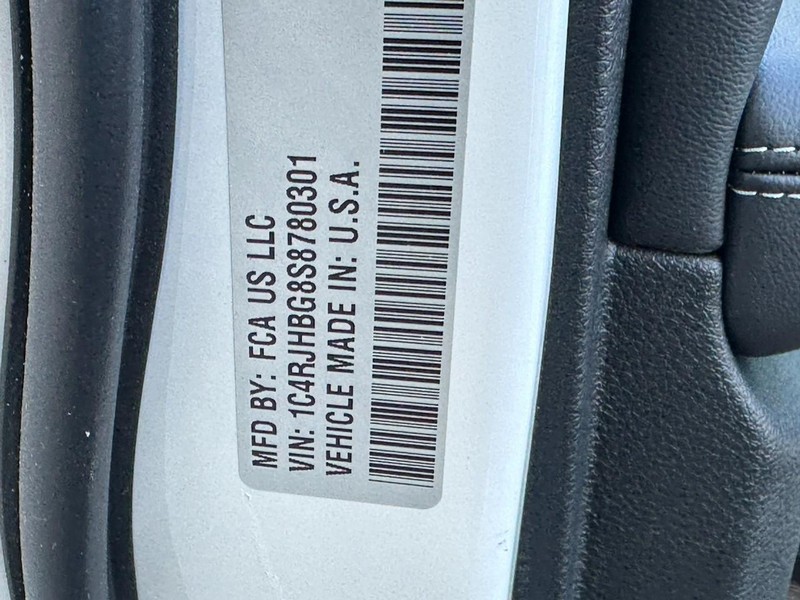 MFD BY: FCA US LLC
VIN: 1C4RJHBG8S8780301
VEHICLE MADE IN: U.S.A.